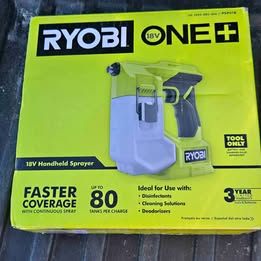 RYOBI ONE+
18V
TOOL
ONLY
18V Handheld Sprayer
RYOBI
FASTER
COVERAGE
WITH CONTINUOUS SPRAY
UP TO
80
TANKS PER CHARGE
Ideal For Use with:
• Disinfectants
• Cleaning Solutions
• Deodorizers
3 YEAR